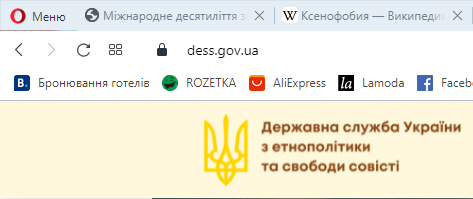 Меню Міжнародне десятиліття з Ксенофобия — Википеди
dess.gov.ua
Бронювання готелів ROZETKA AliExpress Lamoda Faceb
Державна служба України
з етнополітики
та свободи совісті